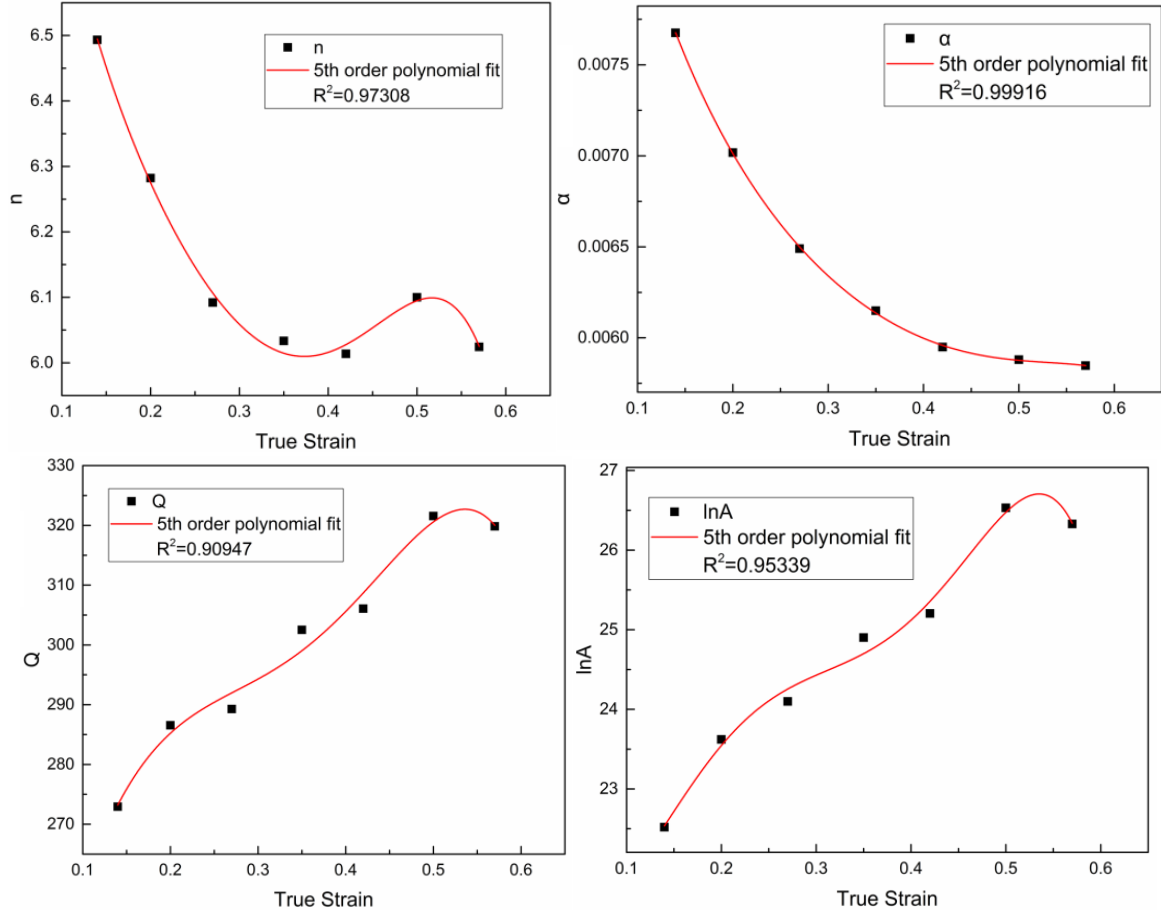 6.5
6.4
6.3
6.2
6.1
6.0
n
n
5th order polynomial fit
R²=0.97308
0.1 0.2 0.3 0.4 0.5 0.6
True Strain
0.0075
0.0070
0.0065
0.0060
α
α
5th order polynomial fit
R²=0.99916
0.1 0.2 0.3 0.4 0.5 0.6
True Strain
330
320
310
300
290
280
270
Q
Q
5th order polynomial fit
R²=0.90947
0.1 0.2 0.3 0.4 0.5 0.6
True Strain
27
26
25
24
23
lnA
lnA
5th order polynomial fit
R²=0.95339
0.1 0.2 0.3 0.4 0.5 0.6
True Strain